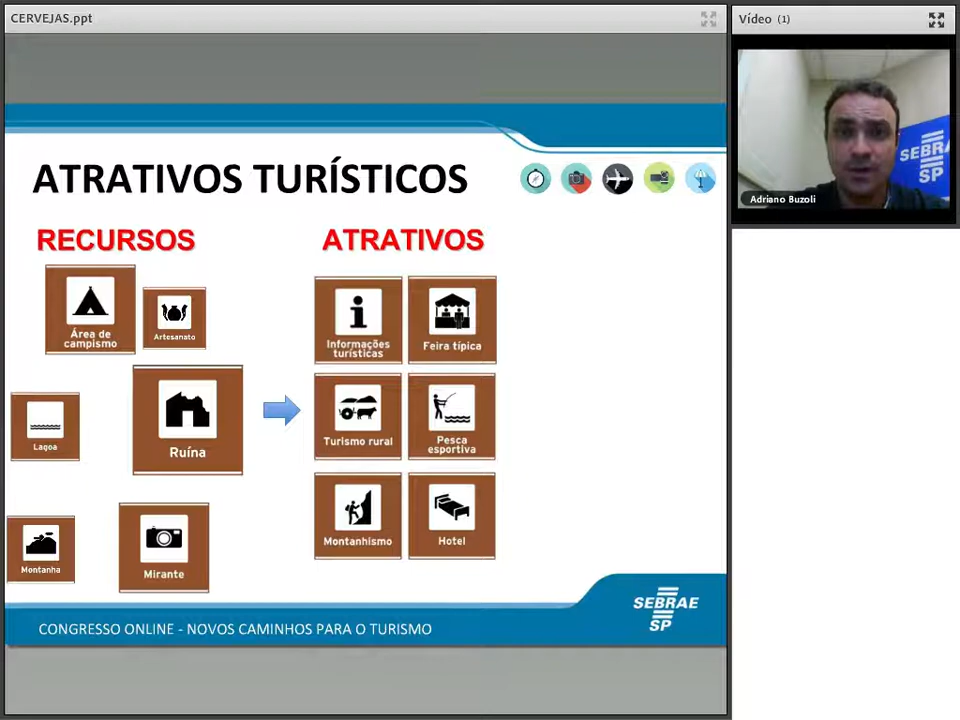 CERVEJAS.ppt
Vídeo (1)
SEBRAE
SP
Adriano Buzoli
ATRATIVOS TURÍSTICOS
RECURSOS
ATRATIVOS
Área de
campismo
Artesanato
Informações
turísticas
Feira típica
Lagoa
Ruína
Turismo rural
Pesca
esportiva
Montanha
Mirante
Montanhismo
Hotel
SEBRAE
SP
CONGRESSO ONLINE - NOVOS CAMINHOS PARA O TURISMO